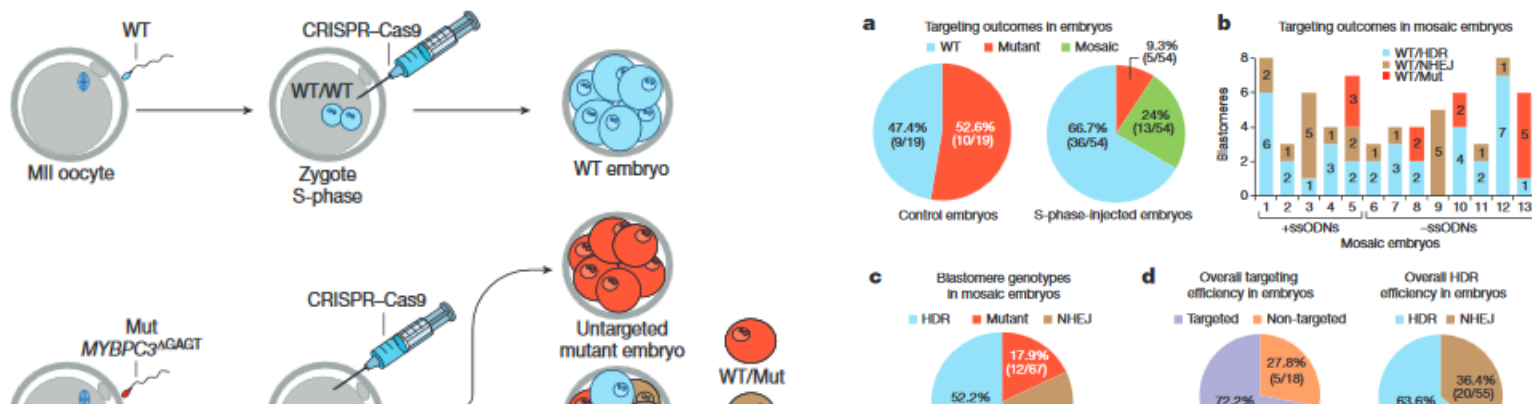 WT
CRISPR–Cas9
WT/WT
MII oocyte
Zygote
S-phase
WT embryo
CRISPR–Cas9
Mut
MYBPC3ΔGAGT
Untargeted
mutant embryo
WT/Mut
a
Targeting outcomes in embryos
WT Mutant Mosaic
9.3%
(5/54)
47.4%
(9/19)
52.6%
(10/19)
66.7%
(36/54)
24%
(13/54)
Control embryos
S-phase-injected embryos
b
Targeting outcomes in mosaic embryos
WT/HDR
WT/NHEJ
WT/Mut
Blastomeres
8
6
4
2
0
2 6
1 2
5 1
1 3
3 2 2
1 2
1 3
2 2
5
2 4
1 2
1 7
5 1
1 2 3 4 5 6 7 8 9 10 11 12 13
+ssODNs –ssODNs
Mosaic embryos
c
Blastomere genotypes
in mosaic embryos
HDR Mutant NHEJ
17.9%
(12/67)
52.2%
d
Overall targeting
efficiency in embryos
Targeted Non-targeted
27.8%
(5/18)
72.2%
Overall HDR
efficiency in embryos
HDR NHEJ
36.4%
(20/55)
63.6%